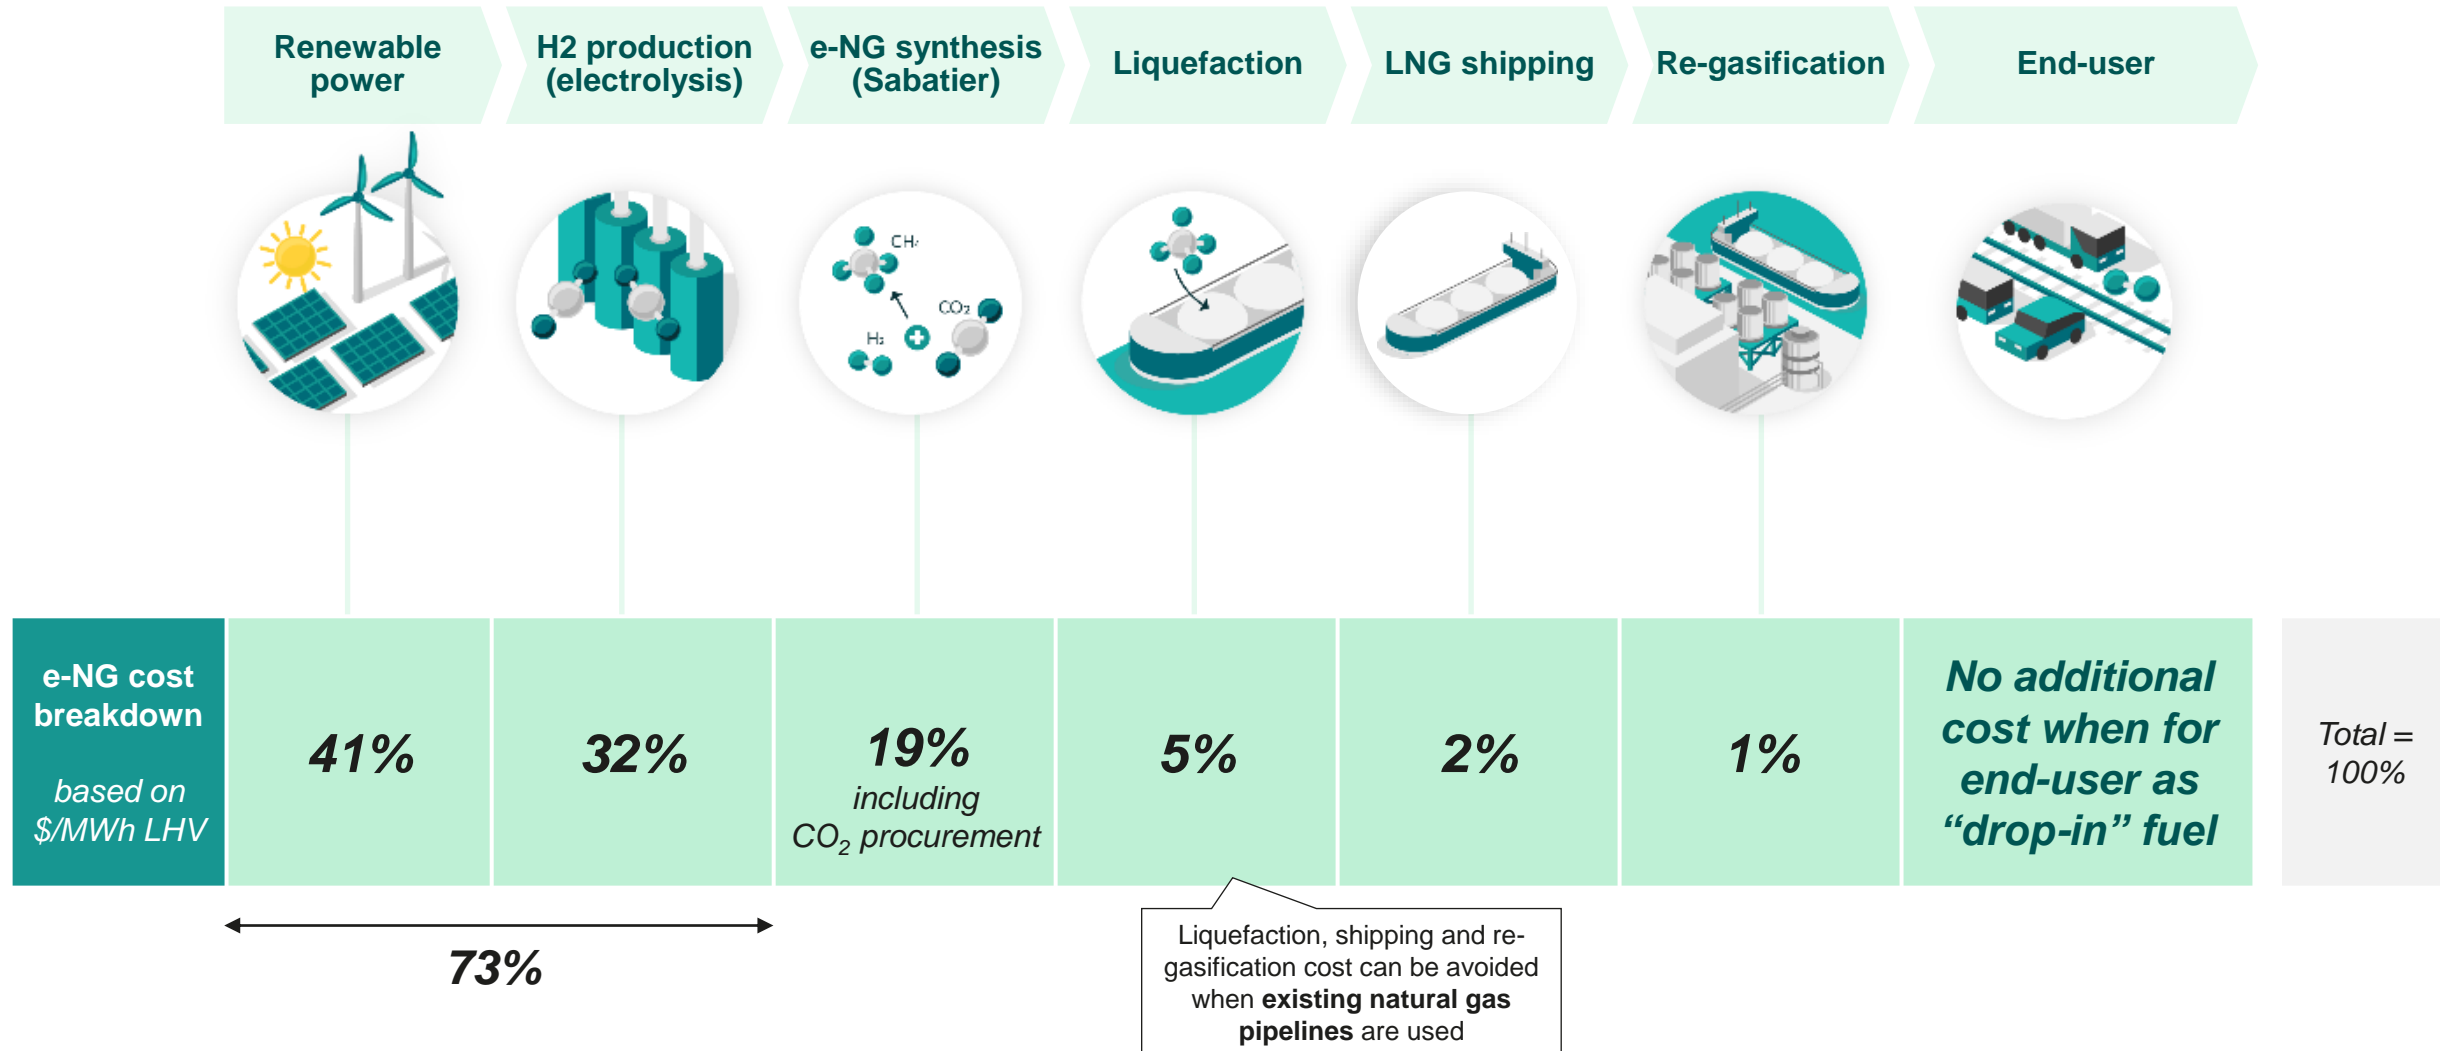 Renewable
power
H2 production
(electrolysis)
e-NG synthesis
(Sabatier)
Liquefaction
LNG shipping
Re-gasification
End-user
CH₄
H₂
CO₂
e-NG cost
breakdown
based on
$/MWh LHV
41%
32%
19%
including
CO₂ procurement
5%
2%
1%
No additional
cost when for
end-user as
“drop-in” fuel
Total =
100%
73%
Liquefaction, shipping and re-
gasification cost can be avoided
when existing natural gas
pipelines are used